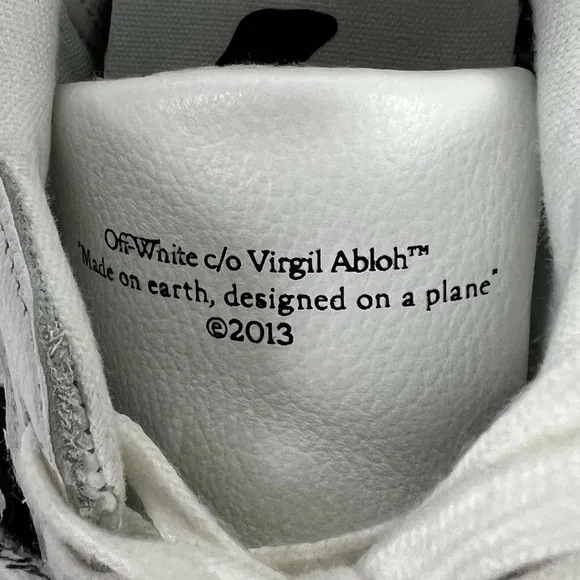 Off-White c/o Virgil Abloh™
"Made on earth, designed on a plane"
©2013